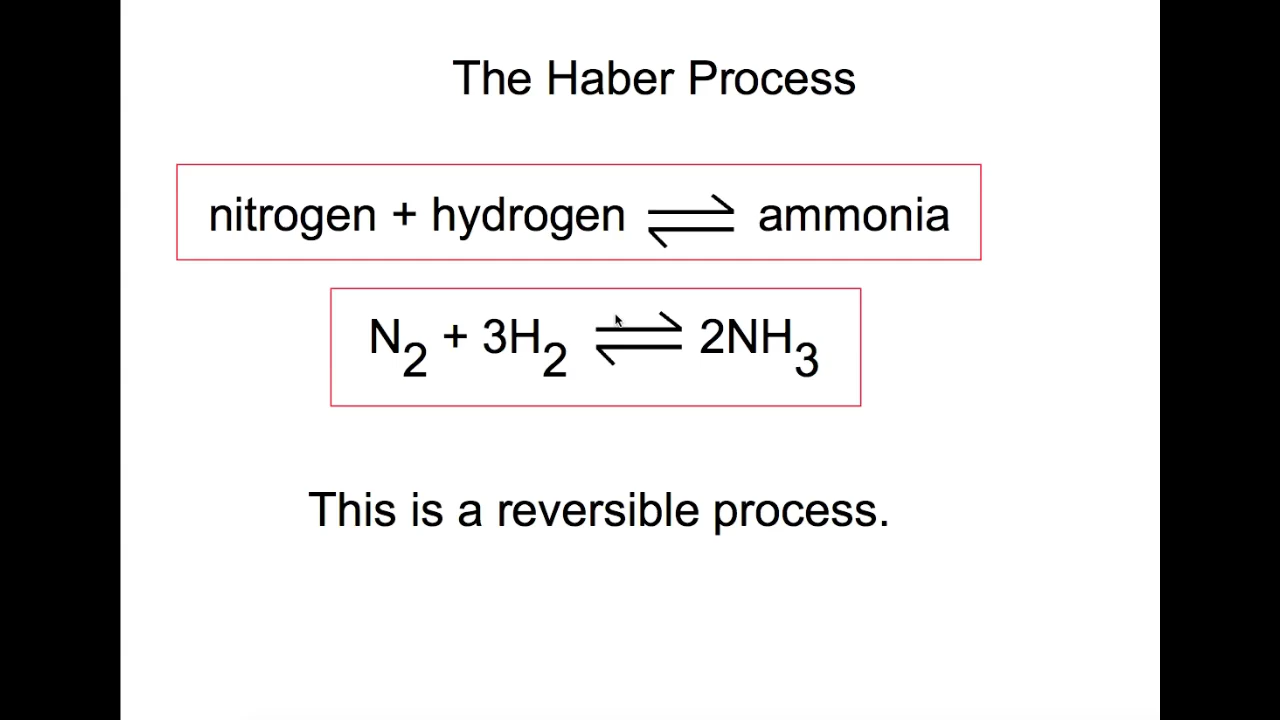 The Haber Process
nitrogen + hydrogen ⇌ ammonia
N₂ + 3H₂ ⇌ 2NH₃
This is a reversible process.